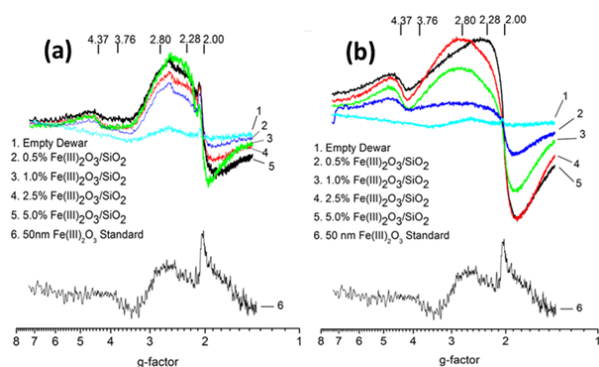 (a)
4.37 3.76 2.80 2.28 2.00
1
2
3
4
5
1. Empty Dewar
2. 0.5% Fe(III)2O3/SiO2
3. 1.0% Fe(III)2O3/SiO2
4. 2.5% Fe(III)2O3/SiO2
5. 5.0% Fe(III)2O3/SiO2
6. 50nm Fe(III)2O3 Standard
6
8 7 6 5 4 3 2 1
g-factor
(b)
4.37 3.76 2.80 2.28 2.00
1
2
3
4
5
1. Empty Dewar
2. 0.5% Fe(III)2O3/SiO2
3. 1.0% Fe(III)2O3/SiO2
4. 2.5% Fe(III)2O3/SiO2
5. 5.0% Fe(III)2O3/SiO2
6. 50 nm Fe(III)2O3 Standard
6
8 7 6 5 4 3 2 1
g-factor